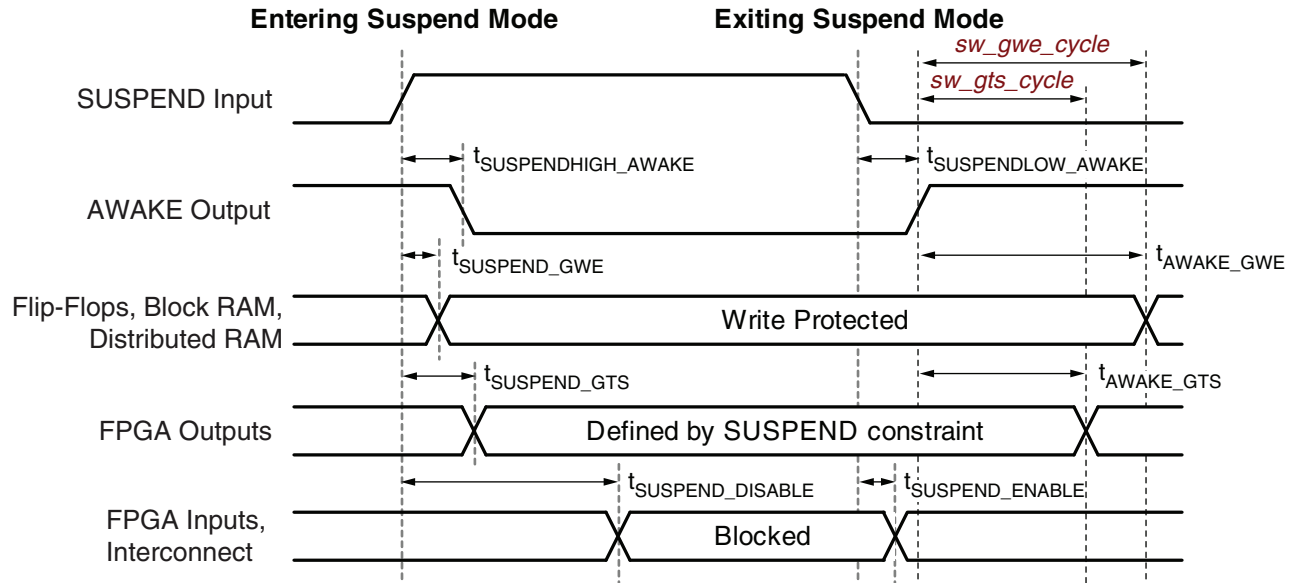 Entering Suspend Mode
Exiting Suspend Mode
sw_gwe_cycle
sw_gts_cycle
SUSPEND Input
tSUSPENDHIGH_AWAKE
tSUSPENDLOW_AWAKE
AWAKE Output
tSUSPEND_GWE
tAWAKE_GWE
Flip-Flops, Block RAM,
Distributed RAM
Write Protected
tSUSPEND_GTS
tAWAKE_GTS
FPGA Outputs
Defined by SUSPEND constraint
tSUSPEND_DISABLE
tSUSPEND_ENABLE
FPGA Inputs,
Interconnect
Blocked